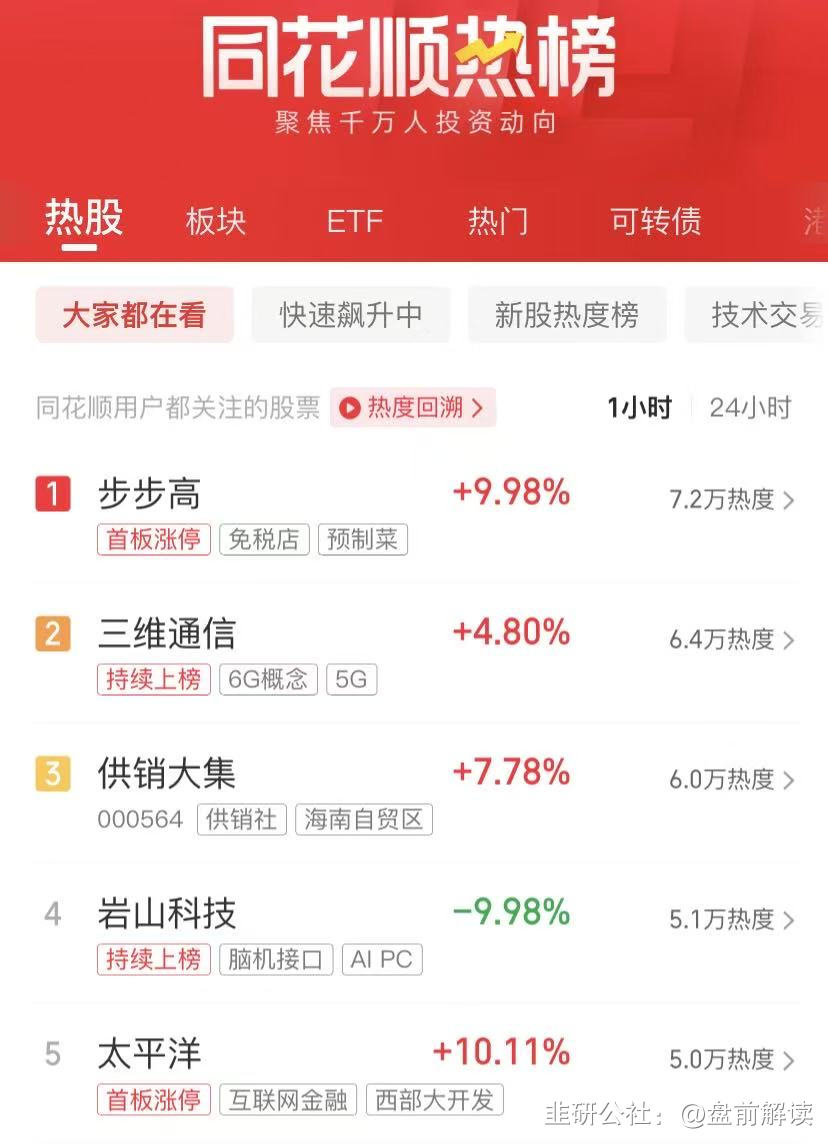 同花顺热榜
聚焦千万人投资动向
热股 板块 ETF 热门 可转债 港
大家都在看 快速飙升中 新股热度榜 技术交易
同花顺用户都关注的股票 热度回溯 > 1小时 24小时
1 步步高 +9.98% 7.2万热度 >
首板涨停 免税店 预制菜
2 三维通信 +4.80% 6.4万热度 >
持续上榜 6G概念 5G
3 供销大集 +7.78% 6.0万热度 >
000564 供销社 海南自贸区
4 岩山科技 -9.98% 5.1万热度 >
持续上榜 脑机接口 AI PC
5 太平洋 +10.11% 5.0万热度 >
首板涨停 互联网金融 西部大开发
韭研公社：@盘前解读